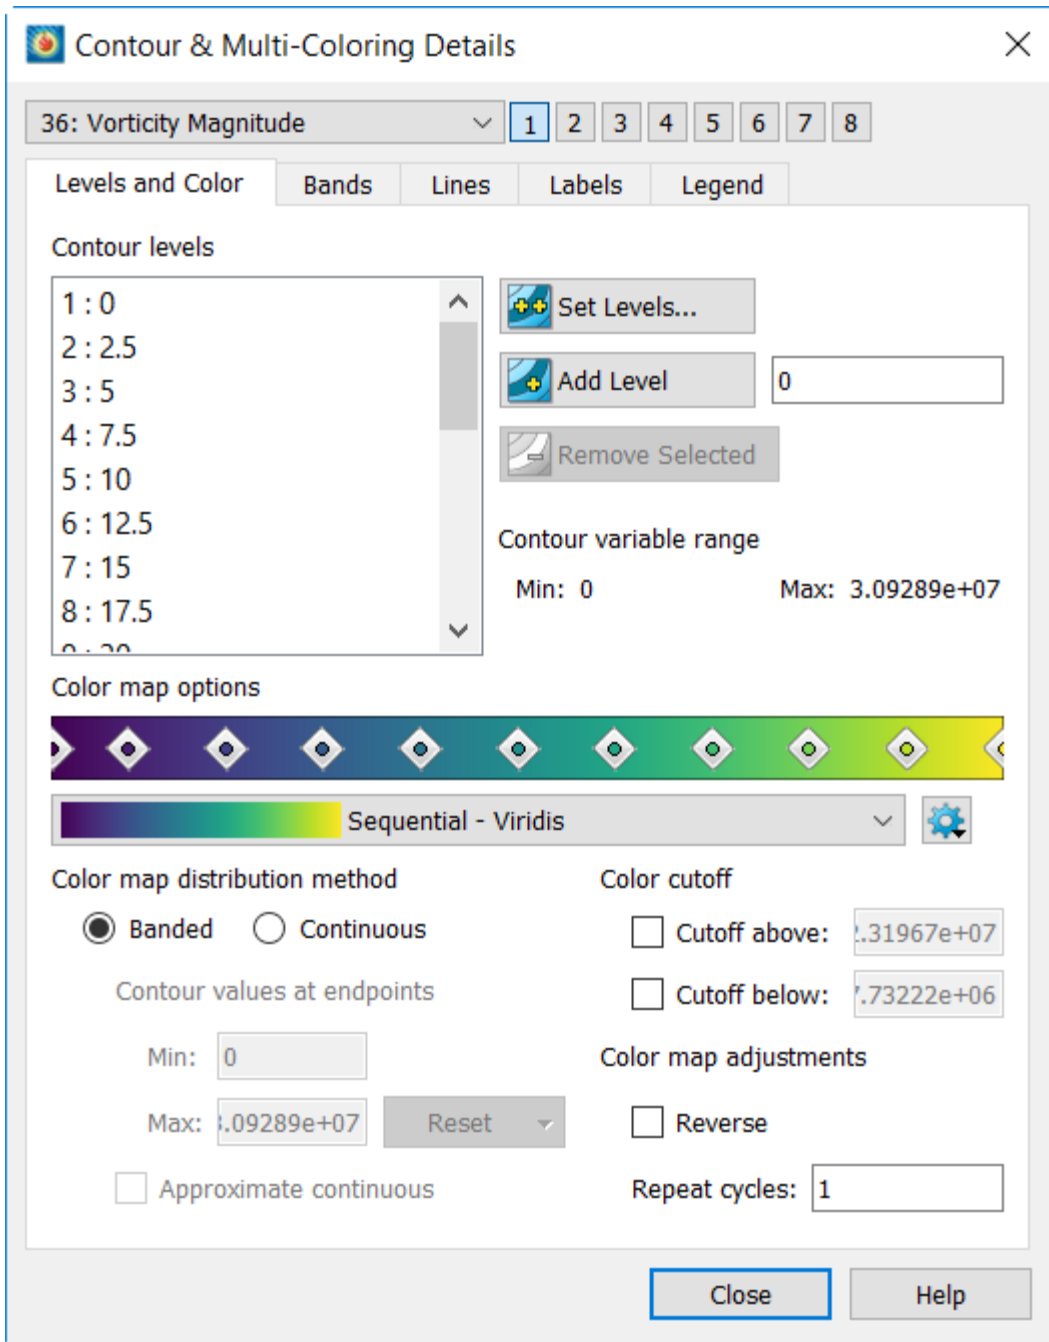 Contour & Multi-Coloring Details
36: Vorticity Magnitude 1 2 3 4 5 6 7 8
Levels and Color Bands Lines Labels Legend
Contour levels
1 : 0
2 : 2.5
3 : 5
4 : 7.5
5 : 10
6 : 12.5
7 : 15
8 : 17.5
Set Levels...
Add Level 0
Remove Selected
Contour variable range
Min: 0 Max: 3.09289e+07
Color map options
Sequential - Viridis
Color map distribution method
Banded Continuous
Contour values at endpoints
Min: 0
Max: .09289e+07 Reset
Approximate continuous
Color cutoff
Cutoff above: .31967e+07
Cutoff below: .73222e+06
Color map adjustments
Reverse
Repeat cycles: 1
Close Help